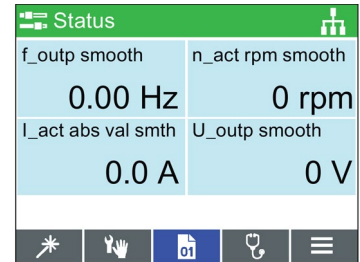 Status
f_outp smooth
n_act rpm smooth
0.00 Hz
0 rpm
I_act abs val smth
U_outp smooth
0.0 A
0 V
01